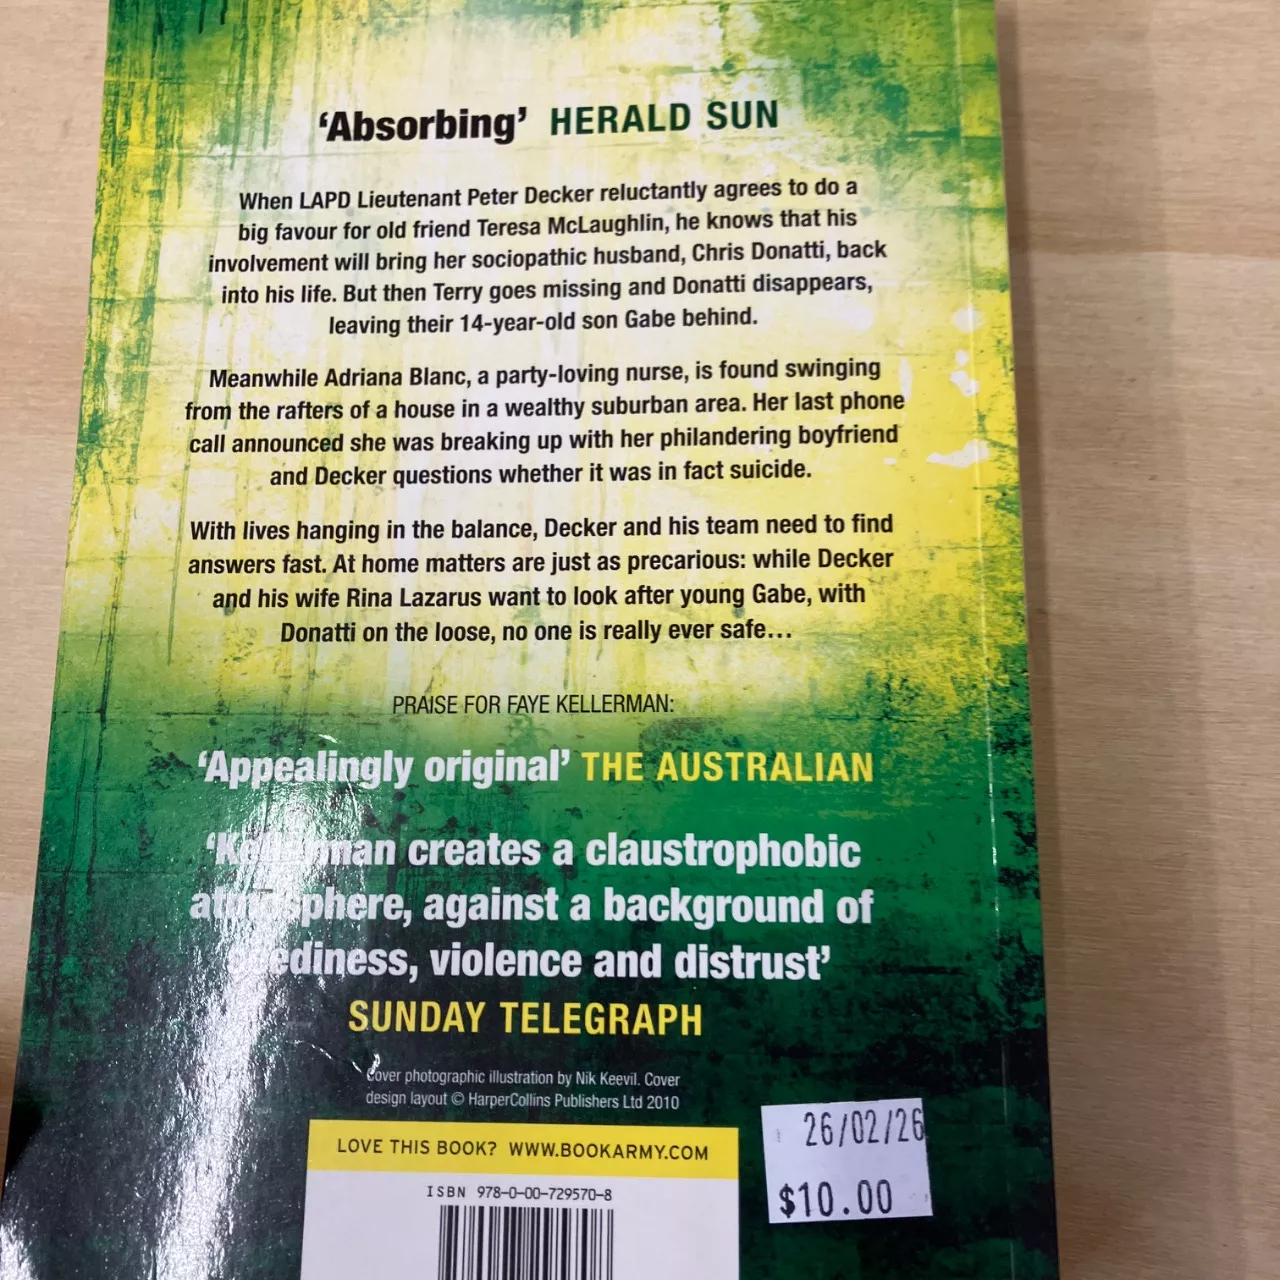 ‘Absorbing’ HERALD SUN
When LAPD Lieutenant Peter Decker reluctantly agrees to do a
big favour for old friend Teresa McLaughlin, he knows that his
involvement will bring her sociopathic husband, Chris Donatti, back
into his life. But then Terry goes missing and Donatti disappears,
leaving their 14-year-old son Gabe behind.
Meanwhile Adriana Blanc, a party-loving nurse, is found swinging
from the rafters of a house in a wealthy suburban area. Her last phone
call announced she was breaking up with her philandering boyfriend
and Decker questions whether it was in fact suicide.
With lives hanging in the balance, Decker and his team need to find
answers fast. At home matters are just as precarious: while Decker
and his wife Rina Lazarus want to look after young Gabe, with
Donatti on the loose, no one is really ever safe…
PRAISE FOR FAYE KELLERMAN:
‘Appealingly original’ THE AUSTRALIAN
‘Kellerman creates a claustrophobic
atmosphere, against a background of
violence and distrust’
SUNDAY TELEGRAPH
Cover photographic illustration by Nik Keevil. Cover
design layout © HarperCollins Publishers Ltd 2010
LOVE THIS BOOK? WWW.BOOKARMY.COM
ISBN 978-0-00-729570-8
26/02/26
$10.00